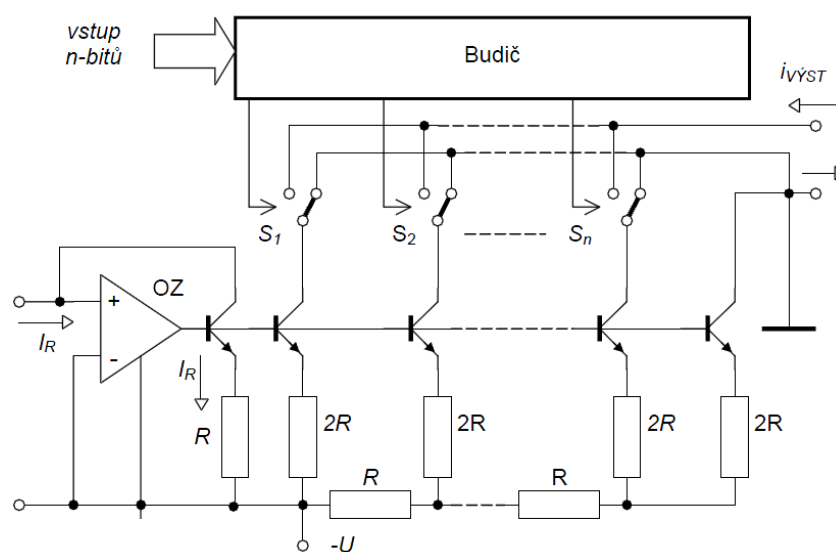 vstup
n-bitů
Budič
iVÝST
S1
S2
Sn
OZ
+
-
IR
IR
R
2R
2R
2R
2R
R
R
-U